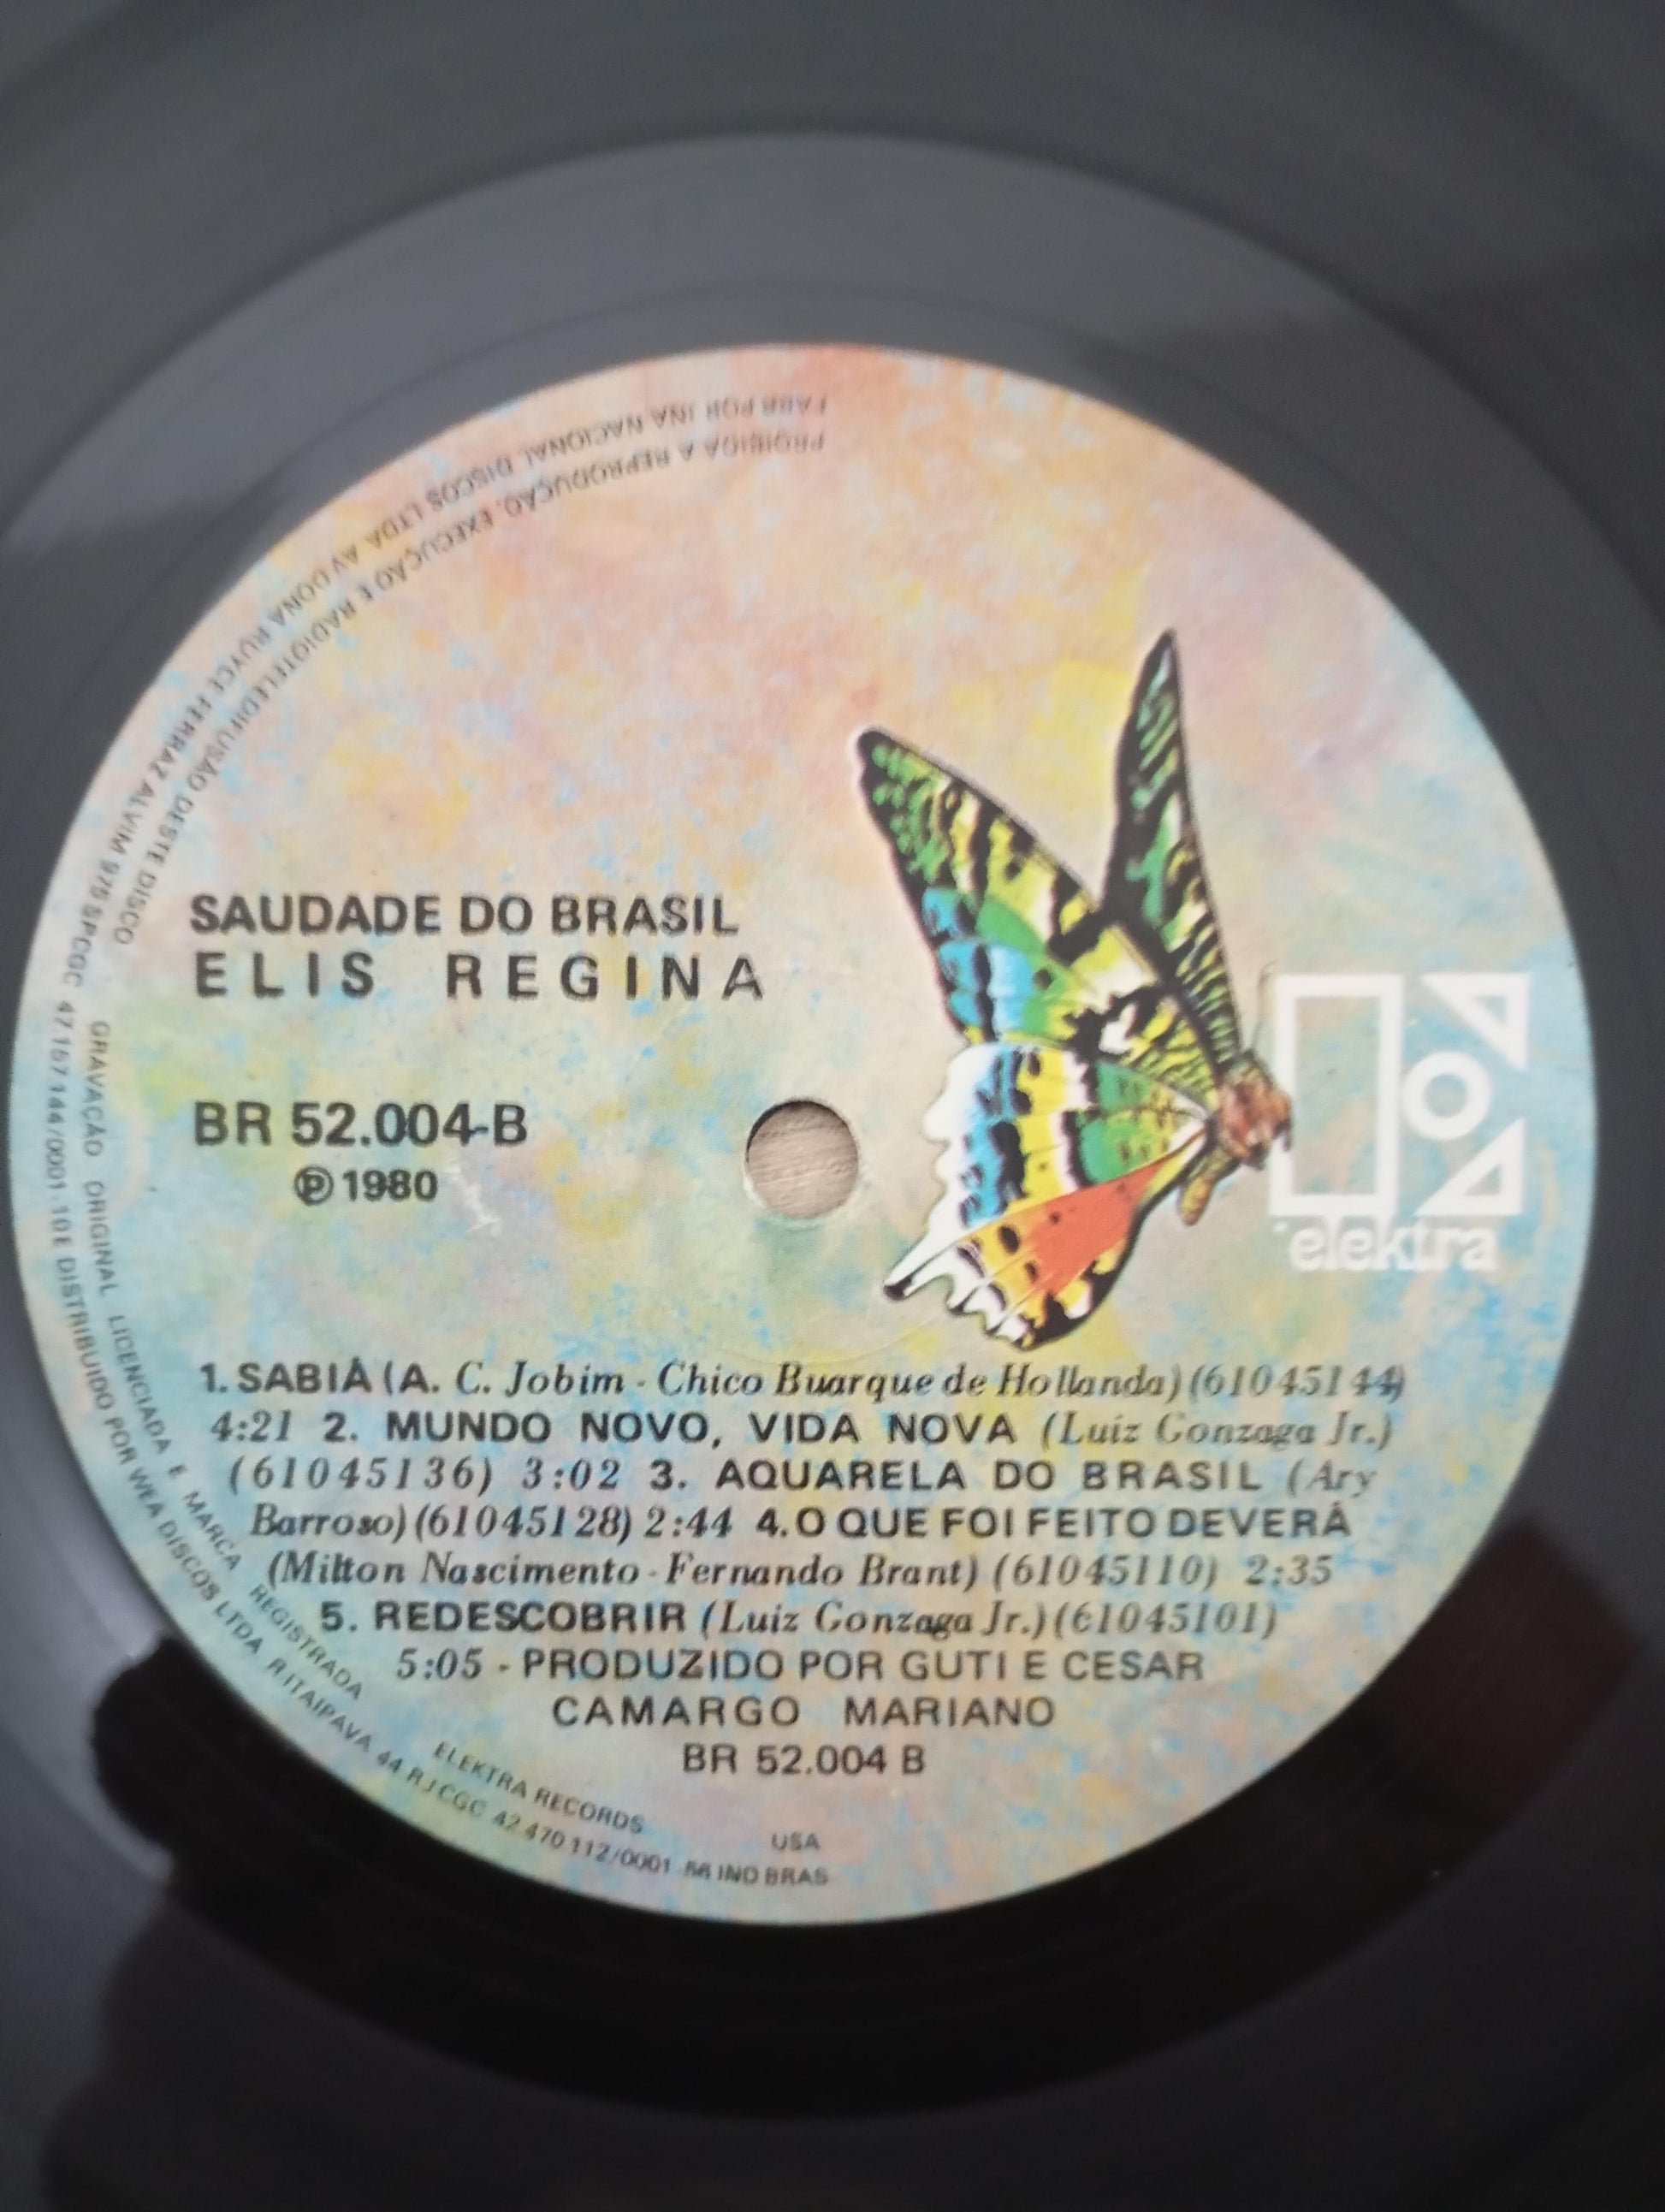 SAUDADE DO BRASIL
ELIS REGINA
BR 52.004-B
℗ 1980
elektra
1. SABIÁ (A. C. Jobim - Chico Buarque de Hollanda) (61045144)
4:21 2. MUNDO NOVO, VIDA NOVA (Luiz Gonzaga Jr.)
(61045136) 3:02 3. AQUARELA DO BRASIL (Ary
Barroso) (61045128) 2:44 4. O QUE FOI FEITO DEVERÁ
(Milton Nascimento - Fernando Brant) (61045110) 2:35
5. REDESCOBRIR (Luiz Gonzaga Jr.) (61045101)
5:05 - PRODUZIDO POR GUTI E CESAR
CAMARGO MARIANO
BR 52.004 B
FABR POR INA NACIONAL DISCOS LTDA AV DONA RUYCE FERRAZ ALVIM 975 SP CGC 47 167 144/0001-10 E DISTRIBUIDO POR WEA DISCOS LTDA R ITAIPAVA 44 RJ CGC 42 470 112/0001 IND BRAS
PROIBIDA A REPRODUÇÃO, EXECUÇÃO E RADIOTELEDIFUSÃO DESTE DISCO GRAVAÇÃO ORIGINAL LICENCIADA E MARCA REGISTRADA ELEKTRA RECORDS USA